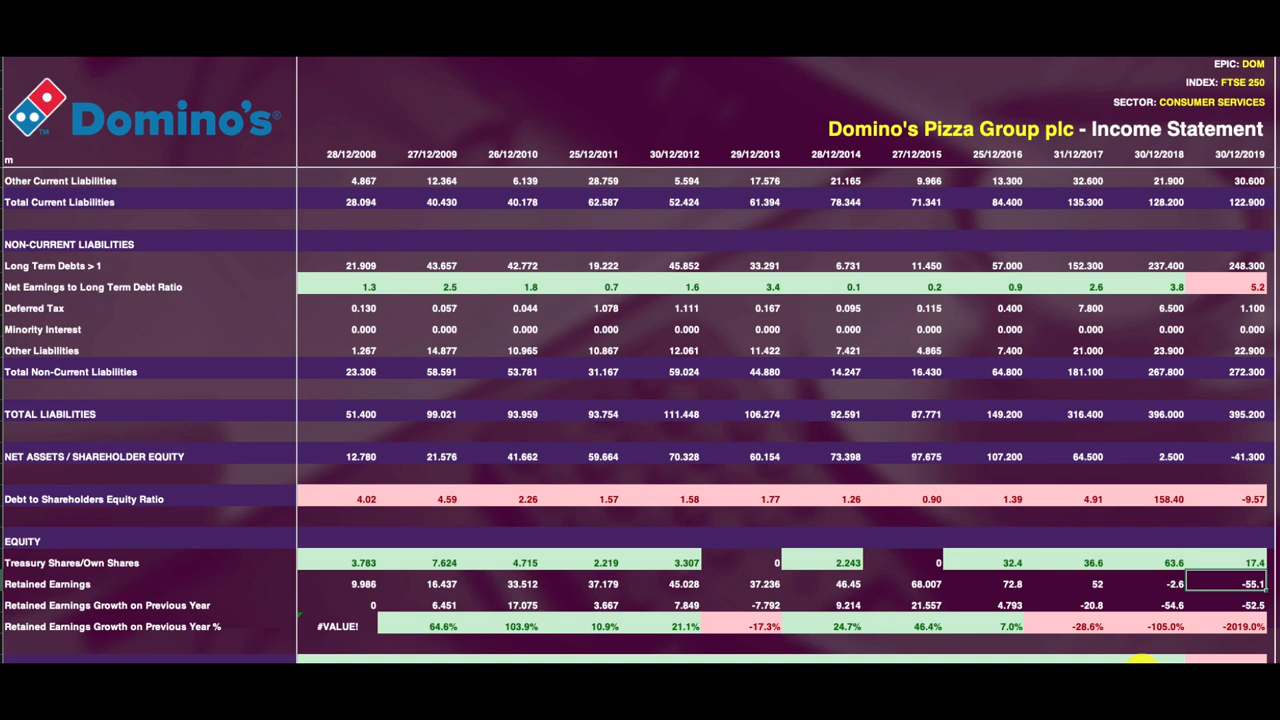 EPIC: DOM
INDEX: FTSE 250
SECTOR: CONSUMER SERVICES
Domino's® TM
Domino's Pizza Group plc - Income Statement
m 28/12/2008 27/12/2009 26/12/2010 25/12/2011 30/12/2012 29/12/2013 28/12/2014 27/12/2015 25/12/2016 31/12/2017 30/12/2018 30/12/2019
Other Current Liabilities 4.867 12.364 6.139 28.759 5.594 17.576 21.165 9.966 13.300 32.600 21.900 30.600
Total Current Liabilities 28.094 40.430 40.178 62.587 52.424 61.394 78.344 71.341 84.400 135.300 128.200 122.900
NON-CURRENT LIABILITIES
Long Term Debts > 1 21.909 43.657 42.772 19.222 45.852 33.291 6.731 11.450 57.000 152.300 237.400 248.300
Net Earnings to Long Term Debt Ratio 1.3 2.5 1.8 0.7 1.6 3.4 0.1 0.2 0.9 2.6 3.8 5.2
Deferred Tax 0.130 0.057 0.044 1.078 1.111 0.167 0.095 0.115 0.400 7.800 6.500 1.100
Minority Interest 0.000 0.000 0.000 0.000 0.000 0.000 0.000 0.000 0.000 0.000 0.000 0.000
Other Liabilities 1.267 14.877 10.965 10.867 12.061 11.422 7.421 4.865 7.400 21.000 23.900 22.900
Total Non-Current Liabilities 23.306 58.591 53.781 31.167 59.024 44.880 14.247 16.430 64.800 181.100 267.800 272.300
TOTAL LIABILITIES 51.400 99.021 93.959 93.754 111.448 106.274 92.591 87.771 149.200 316.400 396.000 395.200
NET ASSETS / SHAREHOLDER EQUITY 12.780 21.576 41.662 59.664 70.328 60.154 73.398 97.675 107.200 64.500 2.500 -41.300
Debt to Shareholders Equity Ratio 4.02 4.59 2.26 1.57 1.58 1.77 1.26 0.90 1.39 4.91 158.40 -9.57
EQUITY
Treasury Shares/Own Shares 3.783 7.624 4.715 2.219 3.307 0 2.243 0 32.4 36.6 63.6 17.4
Retained Earnings 9.986 16.437 33.512 37.179 45.028 37.236 46.45 68.007 72.8 52 -2.6 -55.1
Retained Earnings Growth on Previous Year 0 6.451 17.075 3.667 7.849 -7.792 9.214 21.557 4.793 -20.8 -54.6 -52.5
Retained Earnings Growth on Previous Year % #VALUE! 64.6% 103.9% 10.9% 21.1% -17.3% 24.7% 46.4% 7.0% -28.6% -105.0% -2019.0%